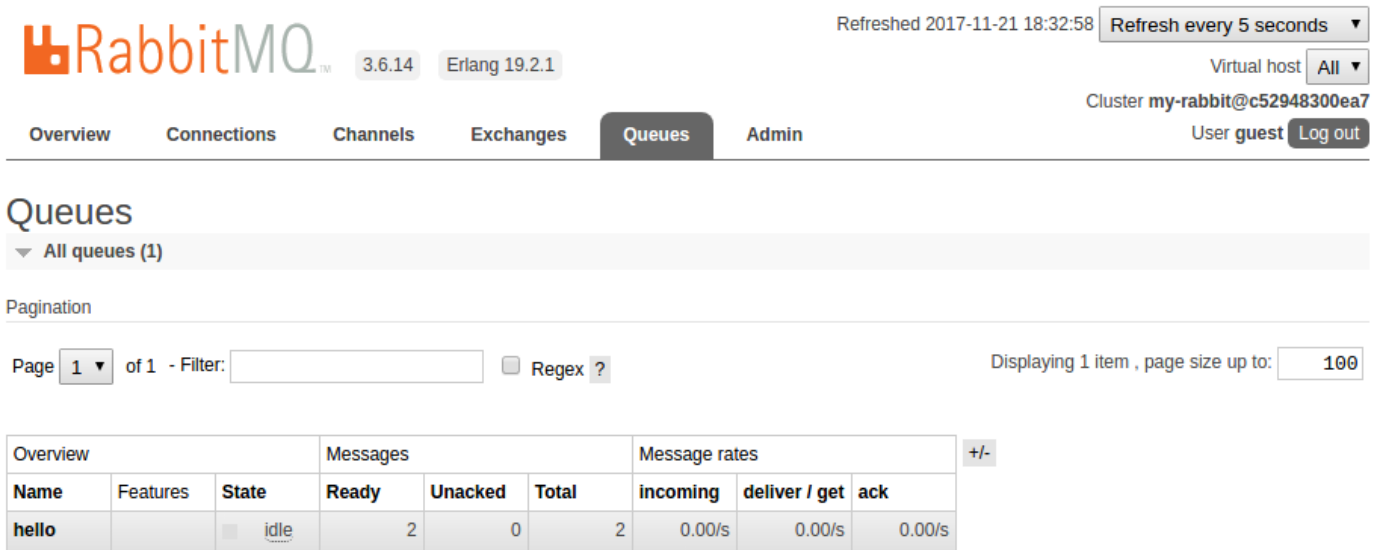 Refreshed 2017-11-21 18:32:58 Refresh every 5 seconds ▼
RabbitMQ TM 3.6.14 Erlang 19.2.1
Virtual host All ▼
Cluster my-rabbit@c52948300ea7
User guest Log out
Overview Connections Channels Exchanges Queues Admin
Queues
All queues (1)
Pagination
Page 1 ▼ of 1 - Filter: Regex ? Displaying 1 item , page size up to: 100
Overview Messages Message rates +/-
Name Features State Ready Unacked Total incoming deliver / get ack
hello idle 2 0 2 0.00/s 0.00/s 0.00/s